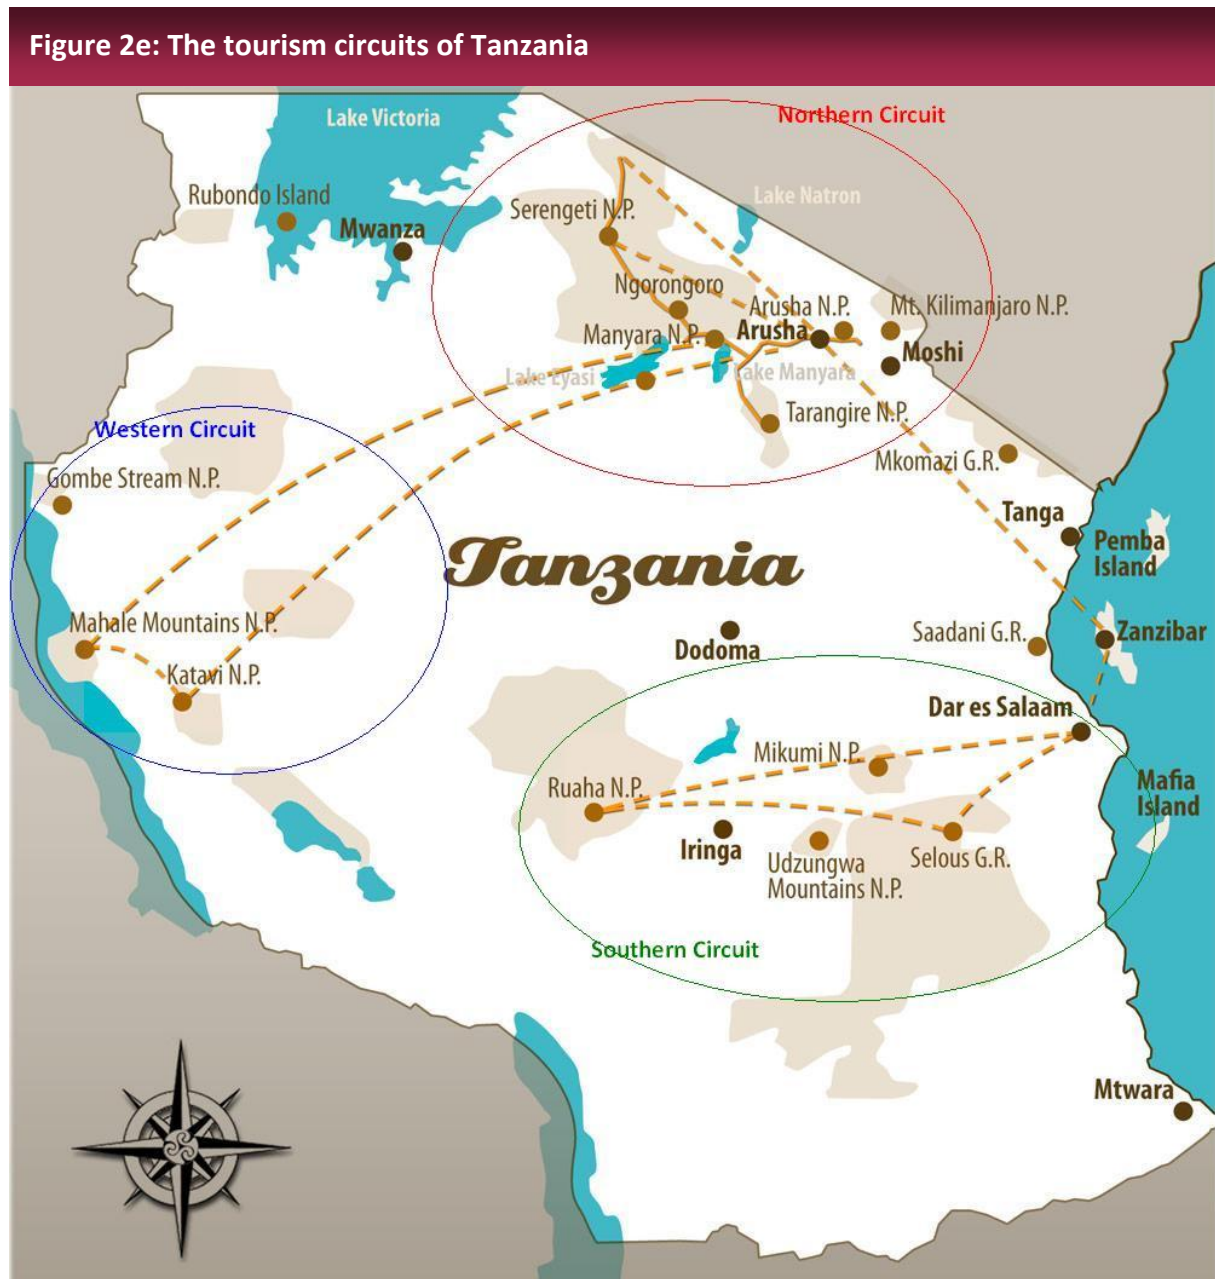 Figure 2e: The tourism circuits of Tanzania
Northern Circuit
Lake Victoria
Rubondo Island
Mwanza
Serengeti N.P.
Lake Natron
Ngorongoro
Arusha N.P.
Mt. Kilimanjaro N.P.
Manyara N.P.
Arusha
Moshi
Lake Eyasi
Lake Manyara
Tarangire N.P.
Western Circuit
Gombe Stream N.P.
Mkomazi G.R.
Tanga
Pemba
Island
Tanzania
Mahale Mountains N.P.
Katavi N.P.
Dodoma
Saadani G.R.
Zanzibar
Dar es Salaam
Mikumi N.P.
Ruaha N.P.
Mafia
Island
Iringa
Udzungwa
Mountains N.P.
Selous G.R.
Southern Circuit
Mtwara